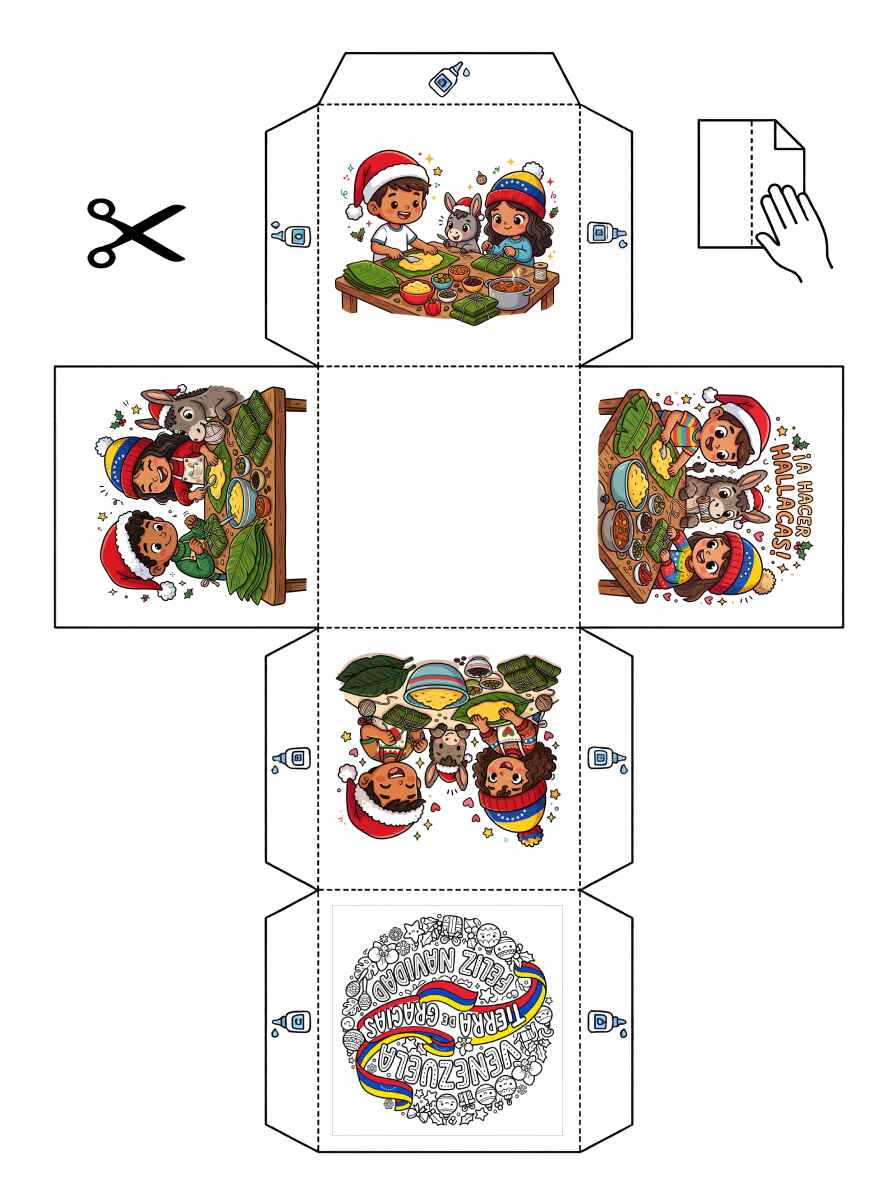 ¡A HACER
HALLACAS!
VENEZUELA
TIERRA DE GRACIAS
FELIZ NAVIDAD